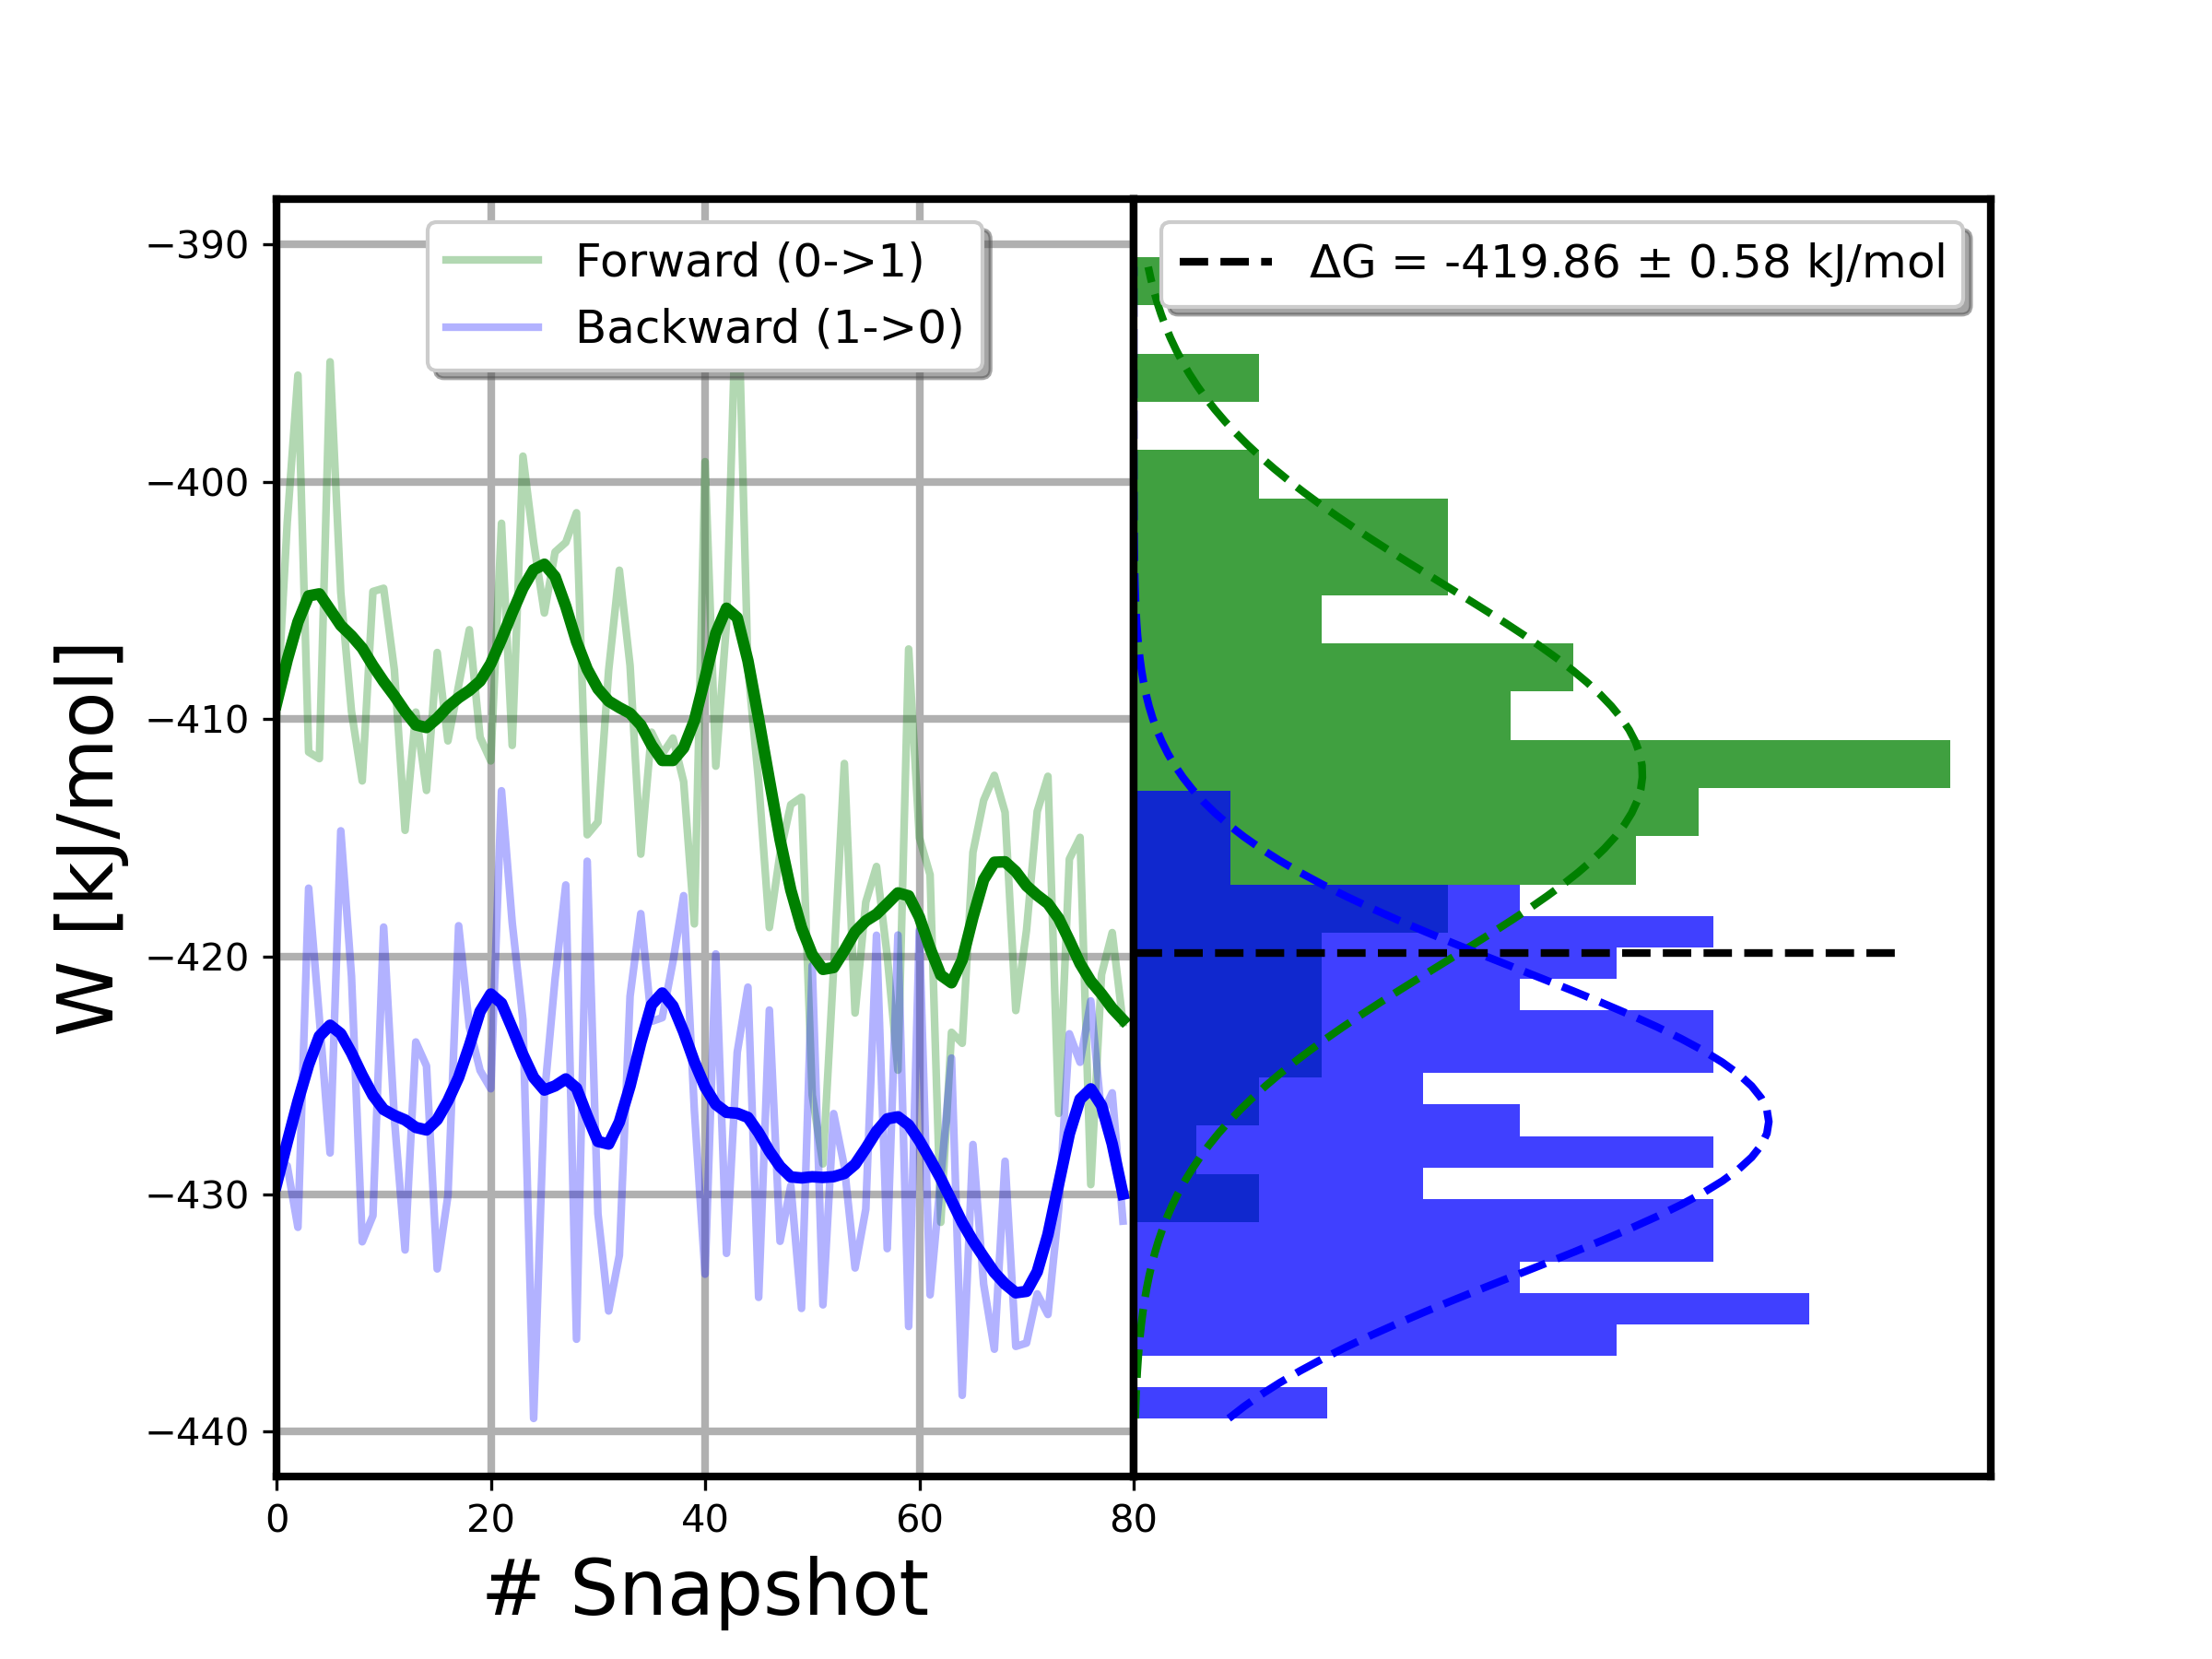 W [kJ/mol]
−390
−400
−410
−420
−430
−440
Forward (0->1)
Backward (1->0)
ΔG = -419.86 ± 0.58 kJ/mol
0 20 40 60 80
# Snapshot